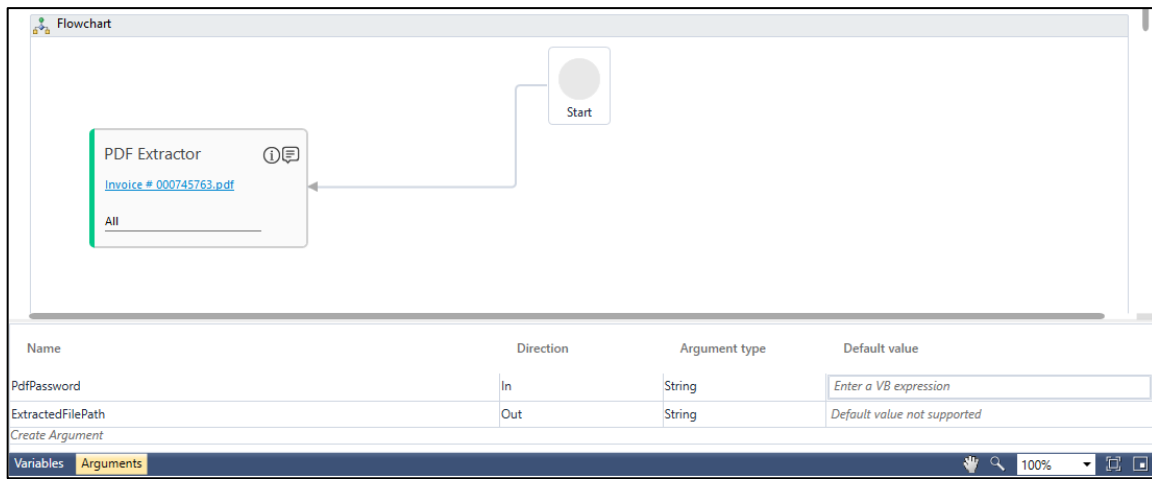 Flowchart
Start
PDF Extractor
Invoice # 000745763.pdf
All
Name Direction Argument type Default value
PdfPassword In String Enter a VB expression
ExtractedFilePath Out String Default value not supported
Create Argument
Variables Arguments 100%